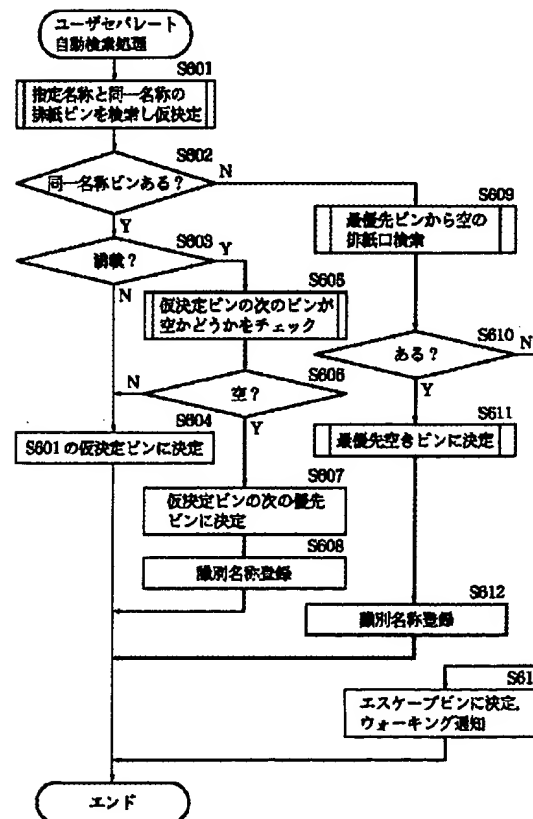 ユーザセパレート
自動検索処理
S601
指定名称と同一名称の
排紙ビンを検索し仮決定
S602
同一名称ビンある?
N
Y
S603
満載?
Y
N
S609
最優先ビンから空の
排紙口検索
S605
仮決定ビンの次のビンが
空かどうかをチェック
S610
ある?
N
Y
S606
空?
N
Y
S604
S601の仮決定ビンに決定
S611
最優先空きビンに決定
S607
仮決定ビンの次の優先
ビンに決定
S608
識別名称登録
S612
識別名称登録
S61
エスケープビンに決定,
ウォーキング通知
エンド